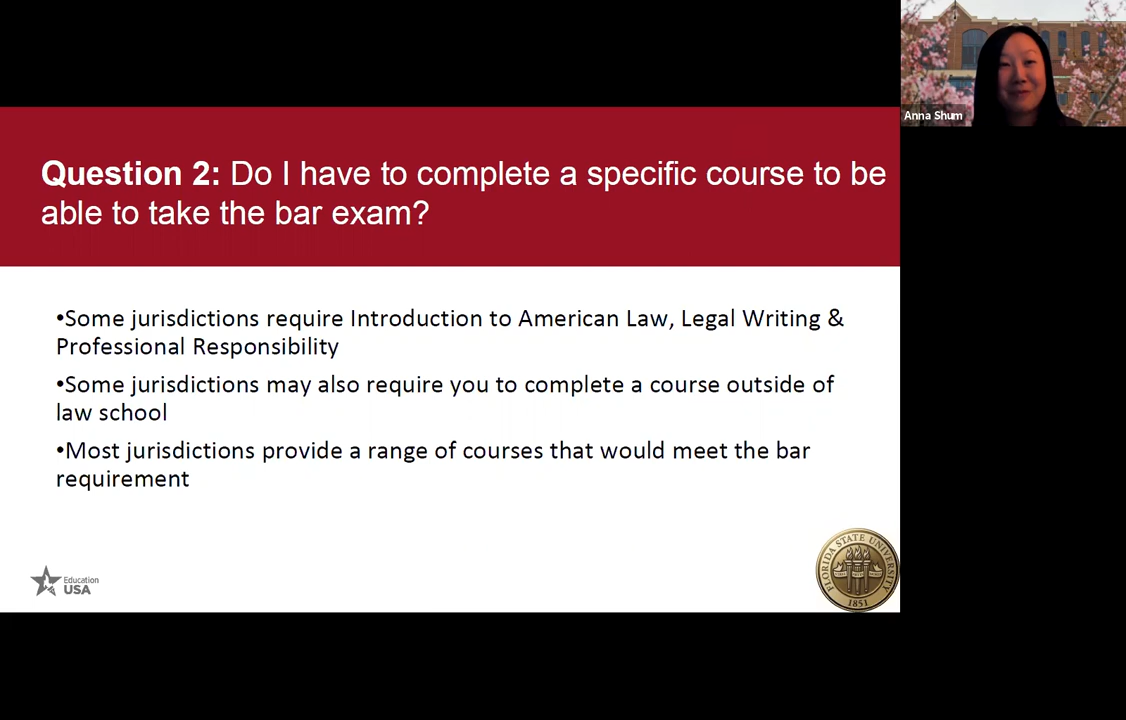 Anna Shum
Question 2: Do I have to complete a specific course to be
able to take the bar exam?
•Some jurisdictions require Introduction to American Law, Legal Writing &
Professional Responsibility
•Some jurisdictions may also require you to complete a course outside of
law school
•Most jurisdictions provide a range of courses that would meet the bar
requirement
Education
USA
FLORIDA STATE UNIVERSITY
1851